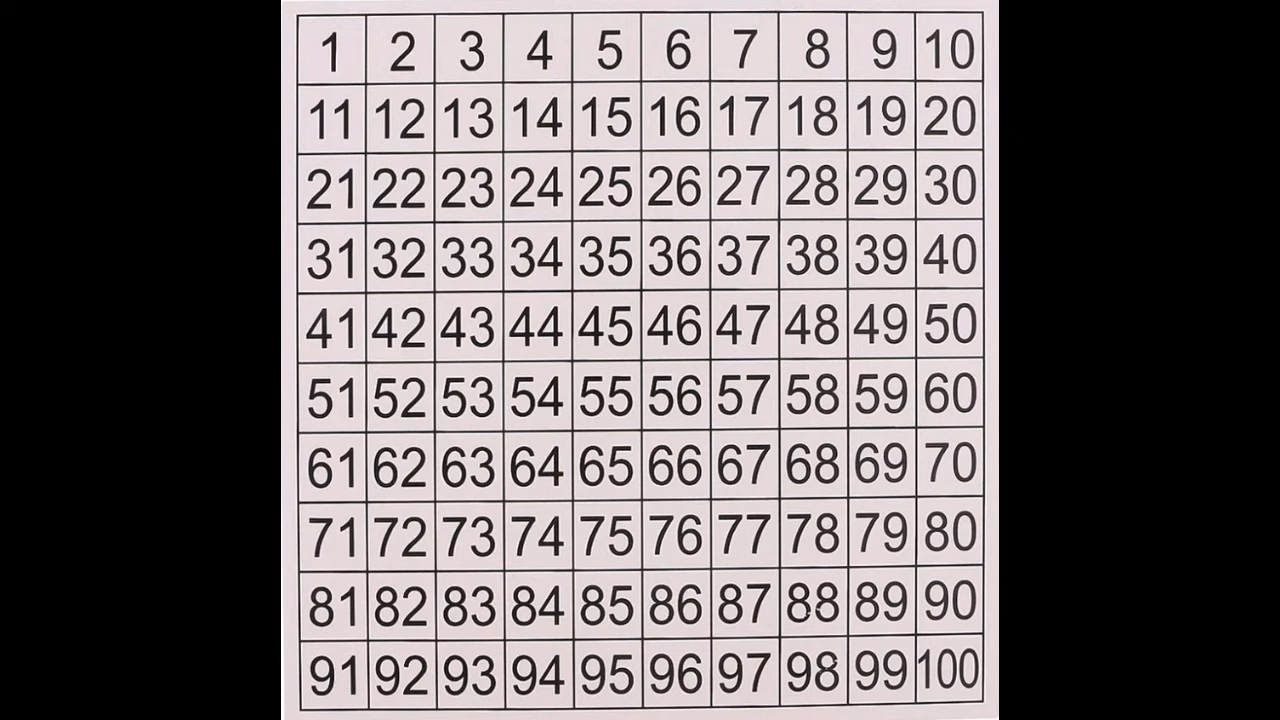 1 2 3 4 5 6 7 8 9 10
11 12 13 14 15 16 17 18 19 20
21 22 23 24 25 26 27 28 29 30
31 32 33 34 35 36 37 38 39 40
41 42 43 44 45 46 47 48 49 50
51 52 53 54 55 56 57 58 59 60
61 62 63 64 65 66 67 68 69 70
71 72 73 74 75 76 77 78 79 80
81 82 83 84 85 86 87 88 89 90
91 92 93 94 95 96 97 98 99 100